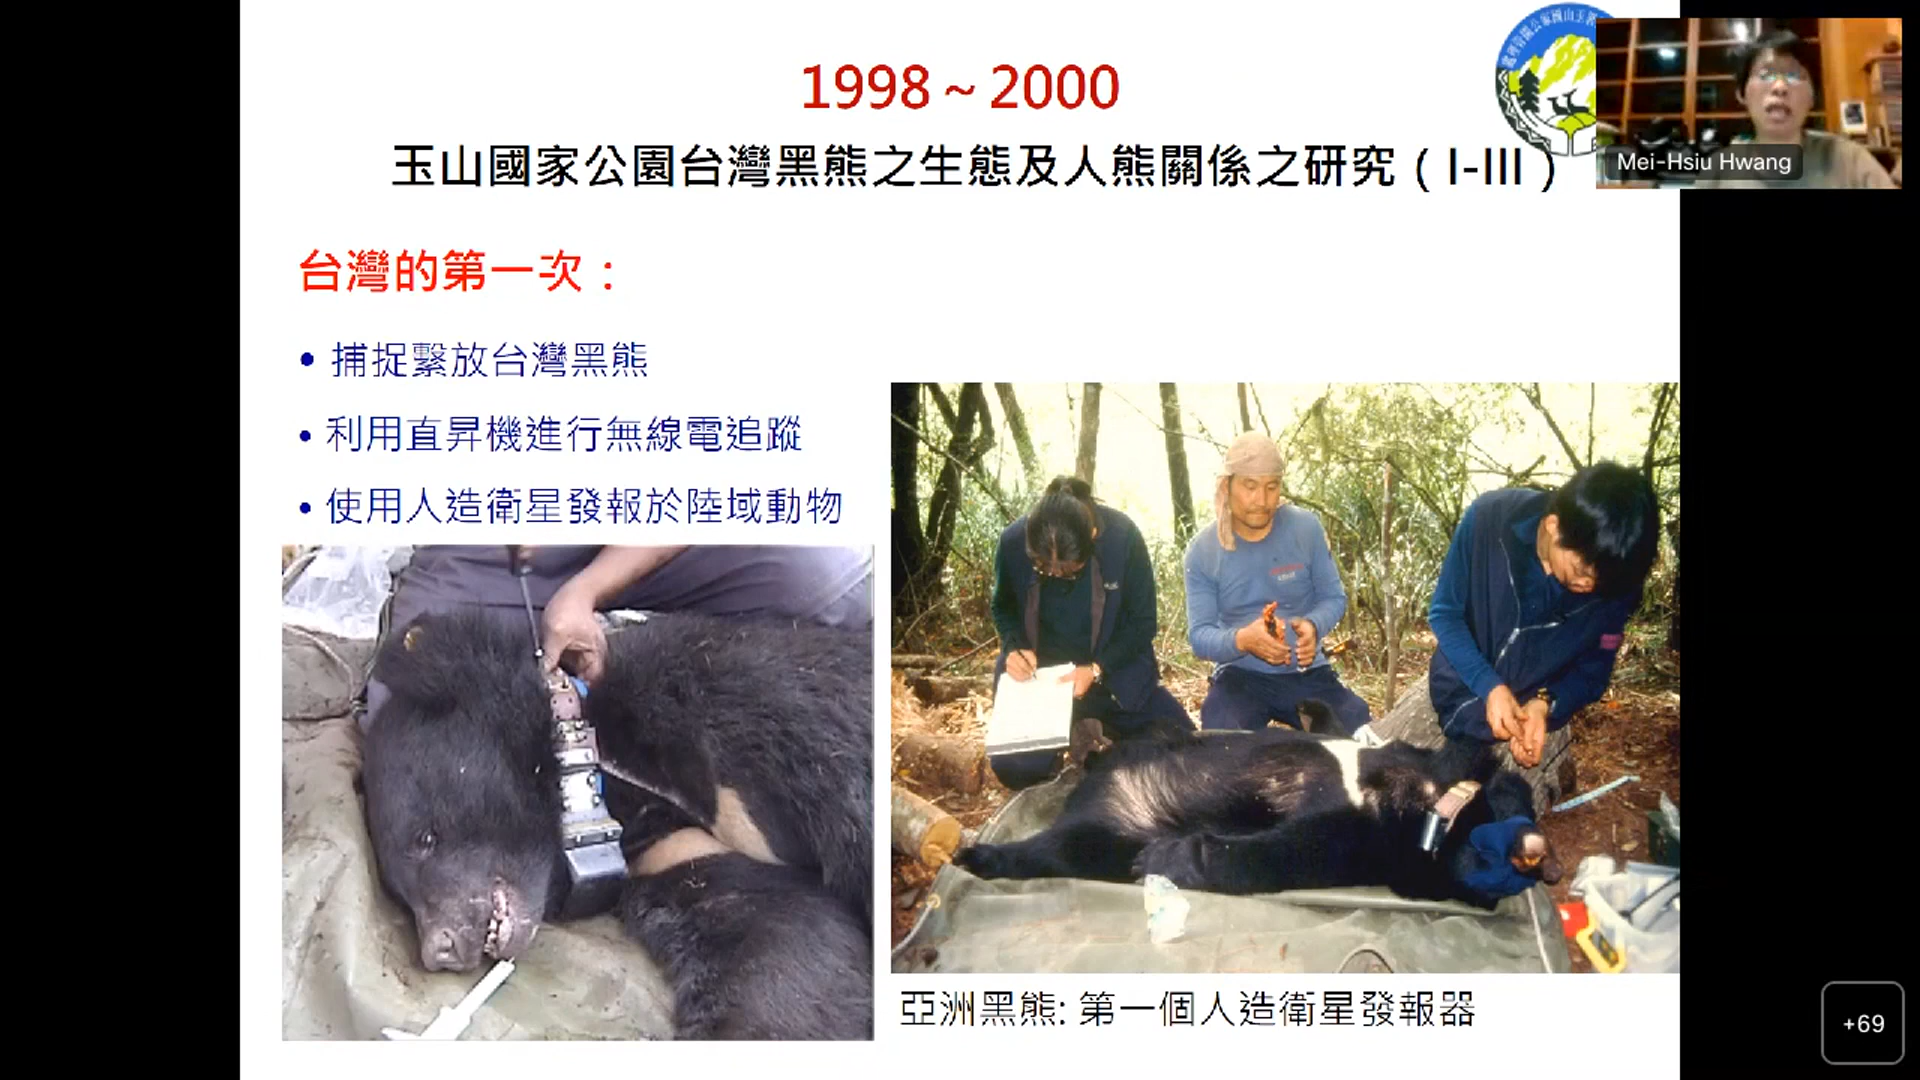 1998～2000
玉山國家公園台灣黑熊之生態及人熊關係之研究（I-III）
Mei-Hsiu Hwang
台灣的第一次：
• 捕捉繫放台灣黑熊
• 利用直昇機進行無線電追蹤
• 使用人造衛星發報於陸域動物
亞洲黑熊: 第一個人造衛星發報器
+69